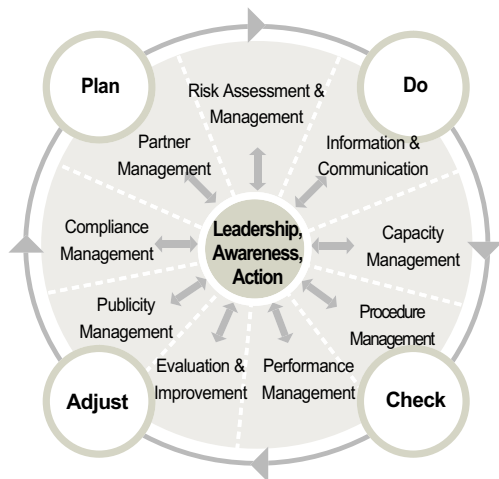 Plan
Do
Risk Assessment &
Management
Partner
Management
Information &
Communication
Compliance
Management
Leadership,
Awareness,
Action
Capacity
Management
Publicity
Management
Procedure
Management
Evaluation &
Improvement
Performance
Management
Adjust
Check